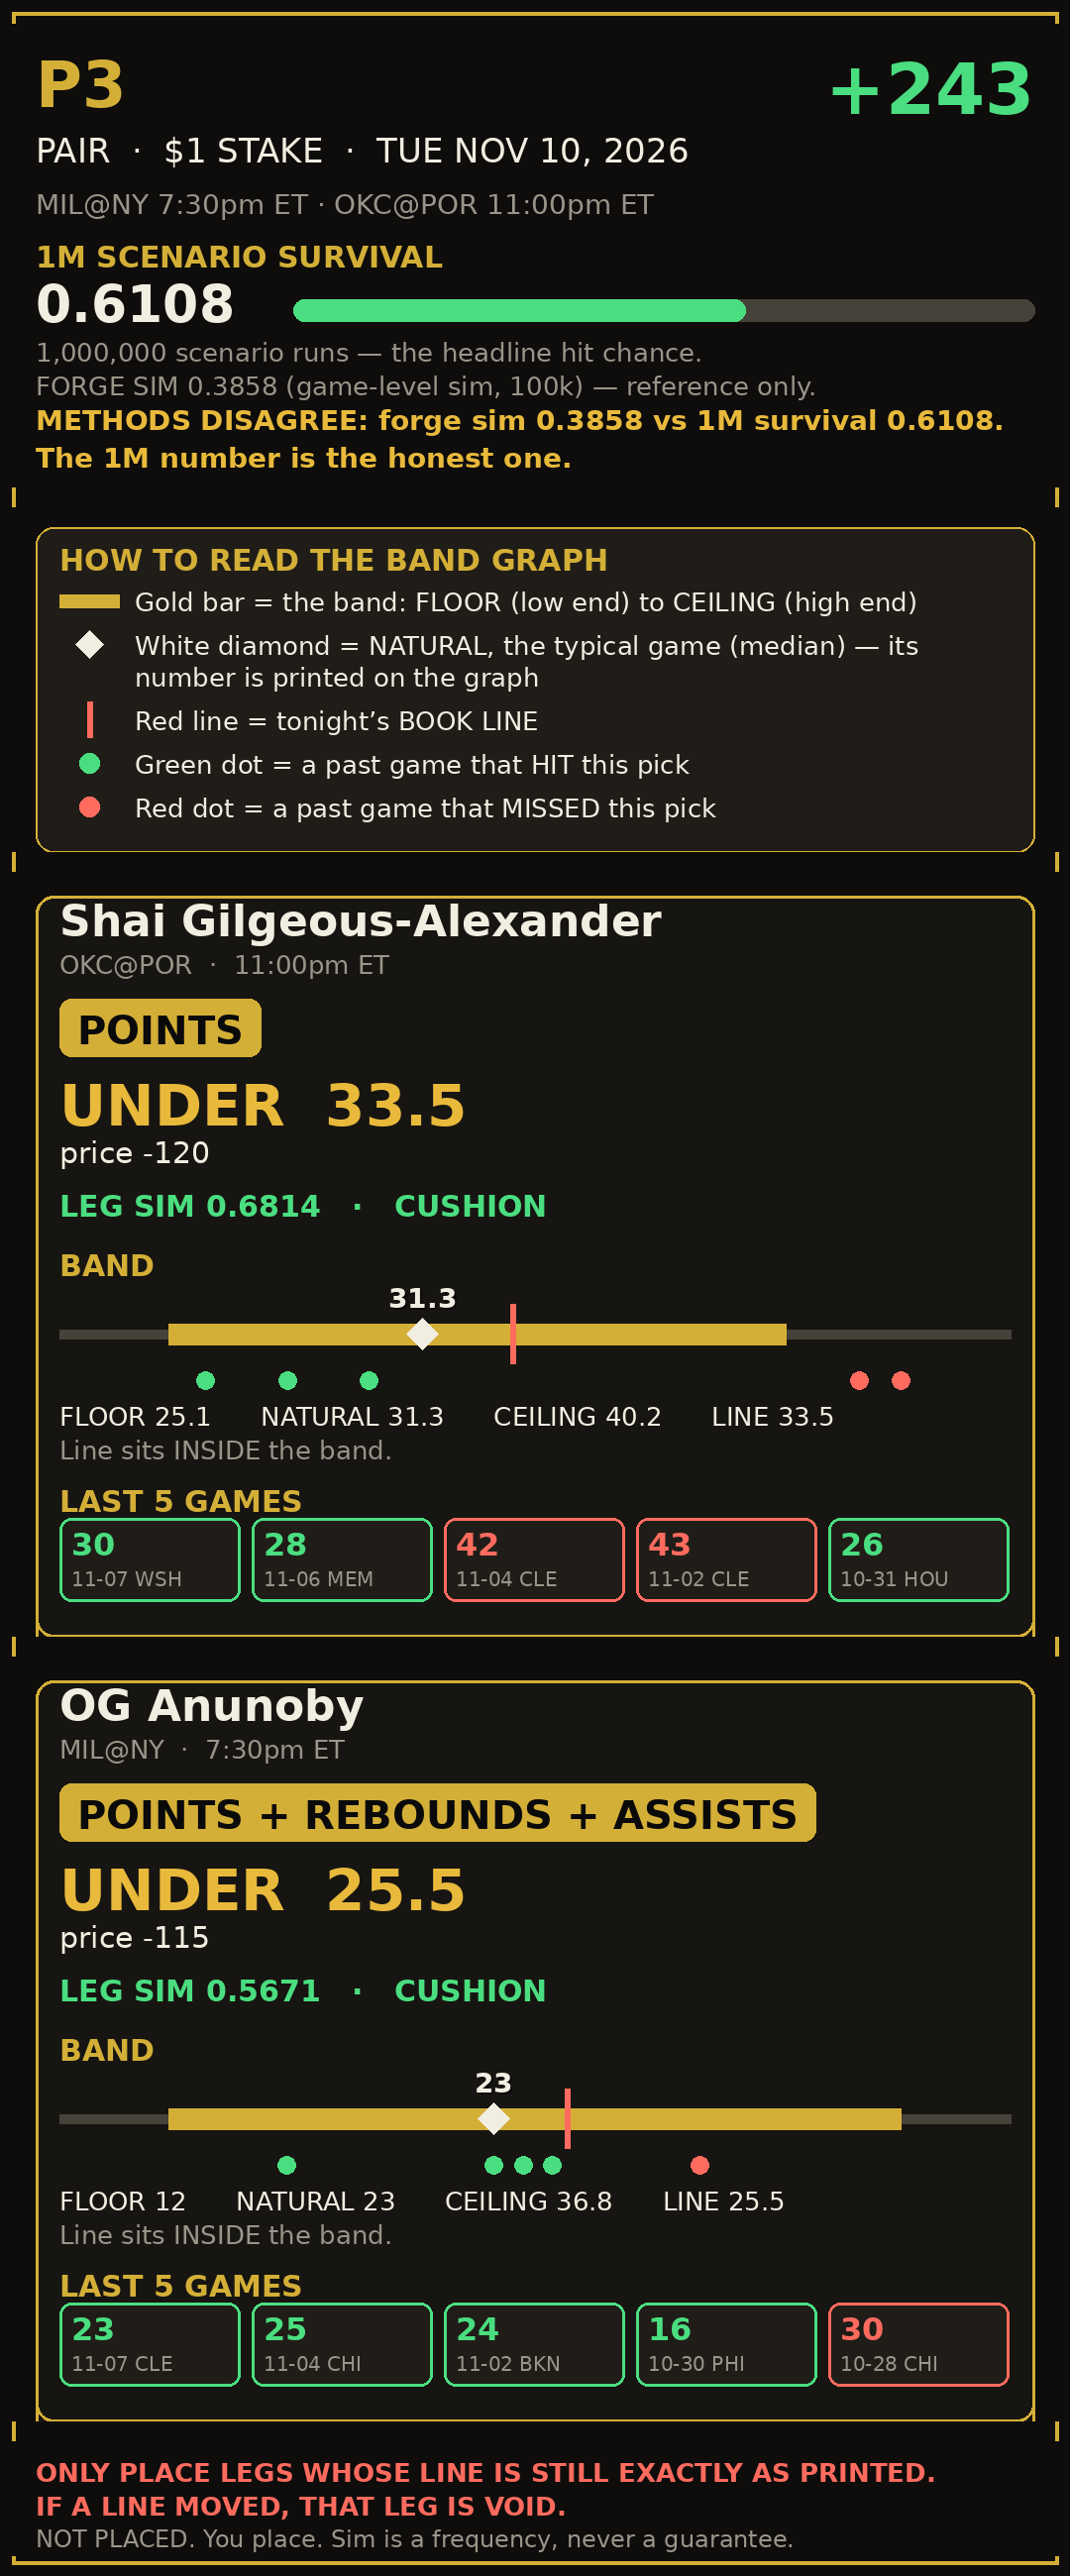 P3
+243
PAIR · $1 STAKE · TUE NOV 10, 2026
MIL@NY 7:30pm ET · OKC@POR 11:00pm ET
1M SCENARIO SURVIVAL
0.6108
1,000,000 scenario runs — the headline hit chance.
FORGE SIM 0.3858 (game-level sim, 100k) — reference only.
METHODS DISAGREE: forge sim 0.3858 vs 1M survival 0.6108.
The 1M number is the honest one.
HOW TO READ THE BAND GRAPH
Gold bar = the band: FLOOR (low end) to CEILING (high end)
White diamond = NATURAL, the typical game (median) — its
number is printed on the graph
Red line = tonight’s BOOK LINE
Green dot = a past game that HIT this pick
Red dot = a past game that MISSED this pick
Shai Gilgeous-Alexander
OKC@POR · 11:00pm ET
POINTS
UNDER 33.5
price -120
LEG SIM 0.6814 · CUSHION
BAND
31.3
FLOOR 25.1 NATURAL 31.3 CEILING 40.2 LINE 33.5
Line sits INSIDE the band.
LAST 5 GAMES
30 28 42 43 26
11-07 WSH 11-06 MEM 11-04 CLE 11-02 CLE 10-31 HOU
OG Anunoby
MIL@NY · 7:30pm ET
POINTS + REBOUNDS + ASSISTS
UNDER 25.5
price -115
LEG SIM 0.5671 · CUSHION
BAND
23
FLOOR 12 NATURAL 23 CEILING 36.8 LINE 25.5
Line sits INSIDE the band.
LAST 5 GAMES
23 25 24 16 30
11-07 CLE 11-04 CHI 11-02 BKN 10-30 PHI 10-28 CHI
ONLY PLACE LEGS WHOSE LINE IS STILL EXACTLY AS PRINTED.
IF A LINE MOVED, THAT LEG IS VOID.
NOT PLACED. You place. Sim is a frequency, never a guarantee.